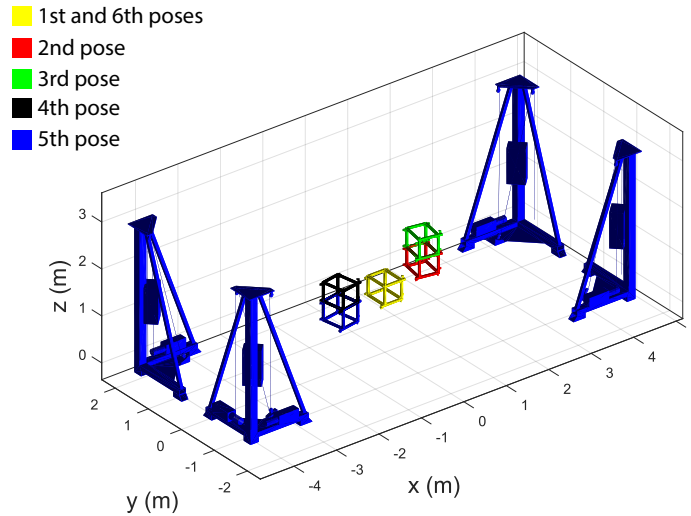 1st and 6th poses
2nd pose
3rd pose
4th pose
5th pose
3
2
1
0
z (m)
2
1
0
-1
-2
y (m)
-4
-3
-2
-1
0
1
2
3
4
x (m)